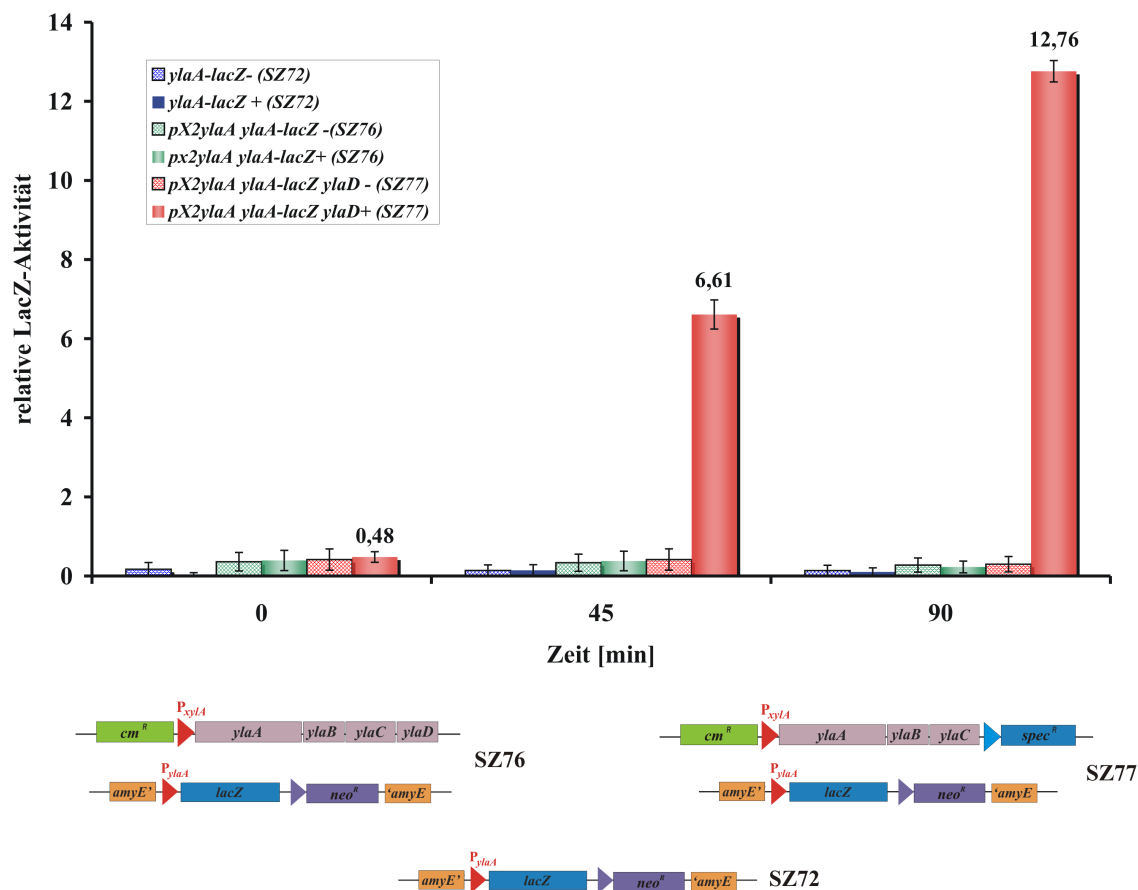 14
12
10
8
6
4
2
0
relative LacZ-Aktivität
ylaA-lacZ- (SZ72)
ylaA-lacZ + (SZ72)
pX2ylaA ylaA-lacZ -(SZ76)
px2ylaA ylaA-lacZ+ (SZ76)
pX2ylaA ylaA-lacZ ylaD - (SZ77)
pX2ylaA ylaA-lacZ ylaD+ (SZ77)
0,48
6,61
12,76
0 45 90
Zeit [min]
PxylA
cm R ylaA ylaB ylaC ylaD
SZ76
PylaA
amyE' lacZ neoR 'amyE
PxylA
cm R ylaA ylaB ylaC spec R
SZ77
PylaA
amyE' lacZ neoR 'amyE
PylaA
amyE' lacZ neoR 'amyE SZ72